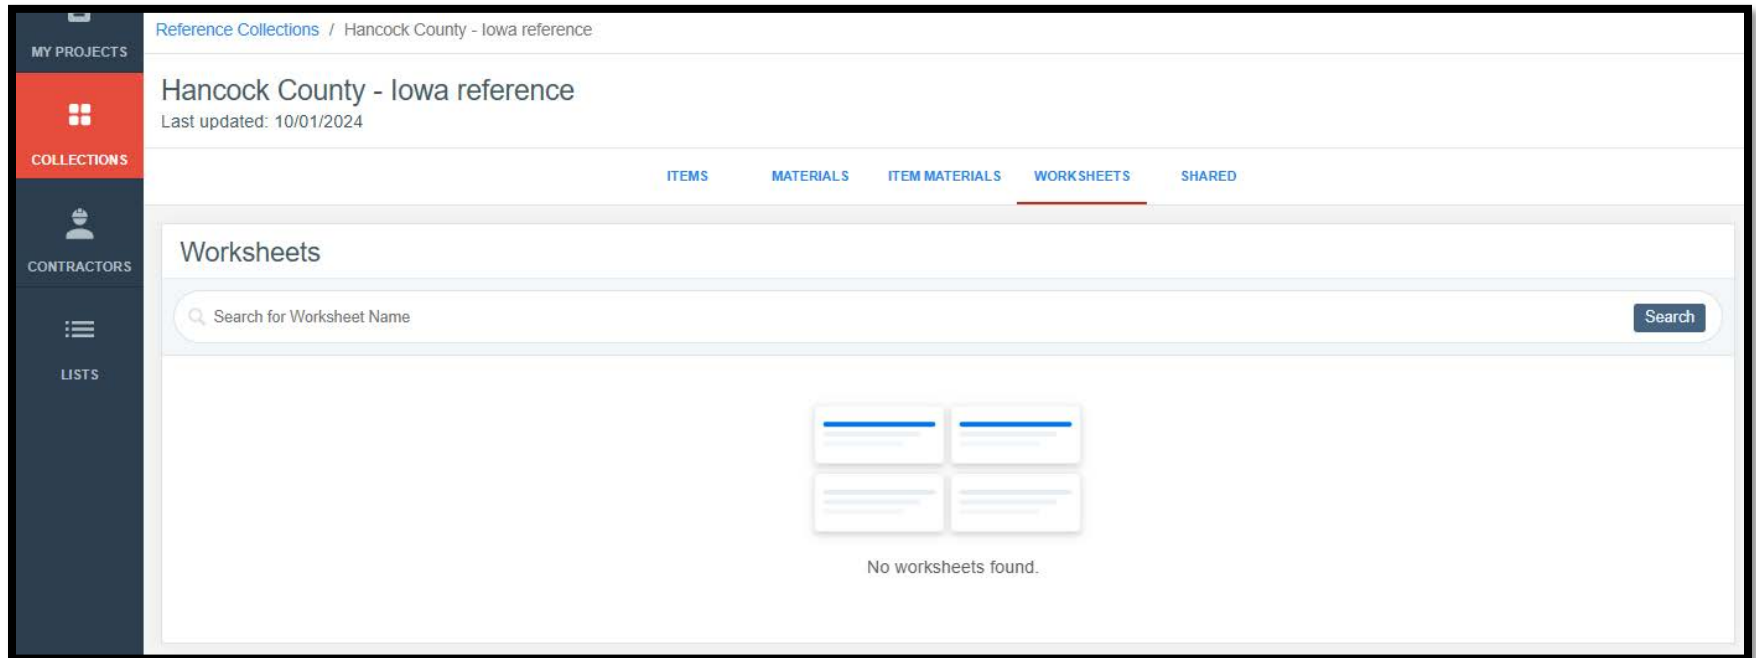 MY PROJECTS
COLLECTIONS
CONTRACTORS
LISTS
Reference Collections / Hancock County - Iowa reference
Hancock County - Iowa reference
Last updated: 10/01/2024
ITEMS MATERIALS ITEM MATERIALS WORKSHEETS SHARED
Worksheets
Search for Worksheet Name Search
No worksheets found.